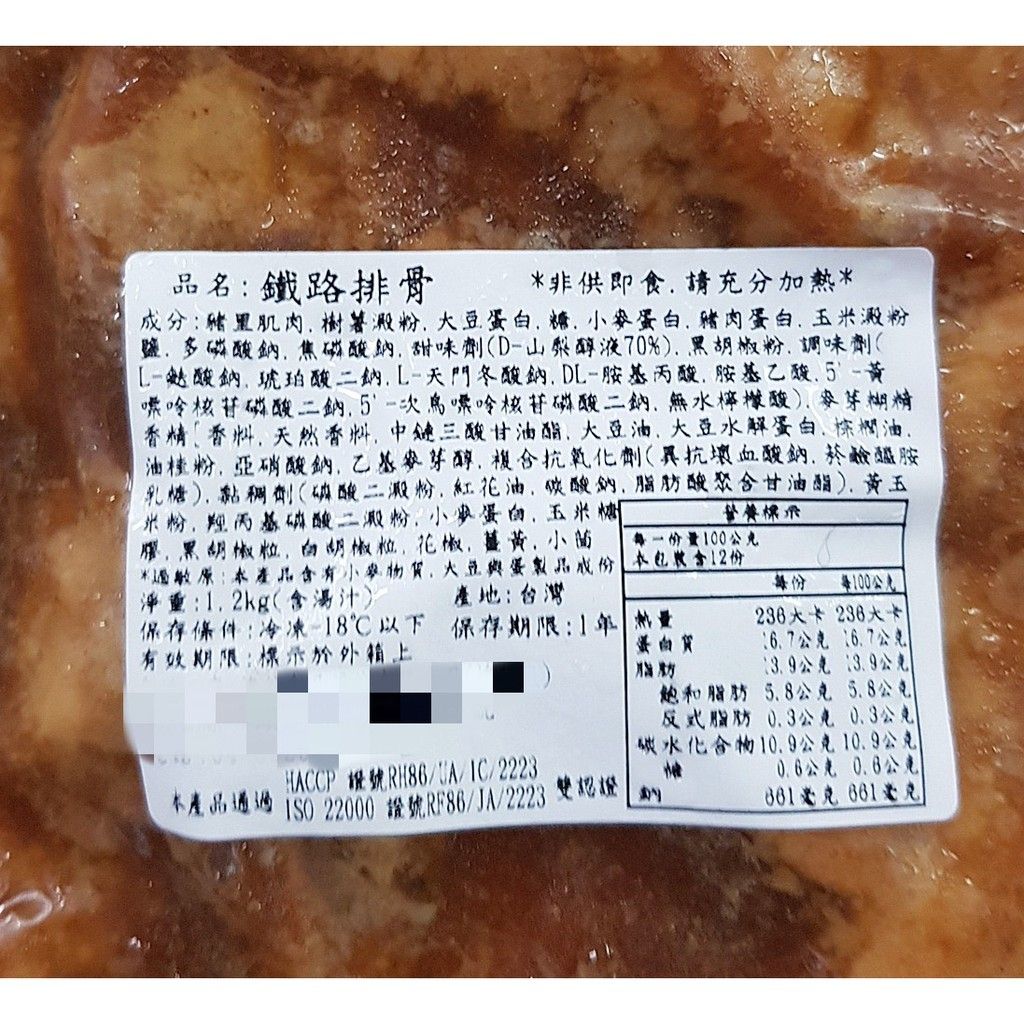 品名:鐵路排骨 *非供即食.請充分加熱*
成分:豬里肌肉.樹薯澱粉.大豆蛋白.糖.小麥蛋白.豬肉蛋白.玉米澱粉
鹽.多磷酸鈉.焦磷酸鈉.甜味劑(D-山梨醇液70%).黑胡椒粉.調味劑(
L-麩酸鈉.琥珀酸二鈉.L-天門冬酸鈉.DL-胺基丙酸.胺基乙酸.5'-黃
嘌呤核苷磷酸二鈉.5'-次鳥嘌呤核苷磷酸二鈉.無水檸檬酸).麥芽糊精
香精.香料.天然香料.中鏈三酸甘油酯.大豆油.大豆水解蛋白.棕櫚油.
油桂粉.亞硝酸鈉.乙基麥芽醇.複合抗氧化劑(異抗壞血酸鈉.菸鹼醯胺
乳糖).黏稠劑(磷酸二澱粉.紅花油.碳酸鈉.脂肪酸聚合甘油酯).黃玉
米粉.羥丙基磷酸二澱粉.小麥蛋白.玉米糖
膠.黑胡椒粒.白胡椒粒.花椒.薑黃.小茴
*過敏原:本產品含有小麥物質.大豆與蛋製品成份
淨重:1.2kg(含湯汁) 產地:台灣
保存條件:冷凍-18℃以下 保存期限:1年
有效期限:標示於外箱上
本產品通過 HACCP 證號RH86/UA/IC/2223
ISO 22000 證號RF86/JA/2223 雙認證
營養標示
每一份量100公克
本包裝含12份
每份 每100公克
熱量 236大卡 236大卡
蛋白質 16.7公克 16.7公克
脂肪 13.9公克 13.9公克
飽和脂肪 5.8公克 5.8公克
反式脂肪 0.3公克 0.3公克
碳水化合物 10.9公克 10.9公克
糖 0.6公克 0.6公克
鈉 661毫克 661毫克